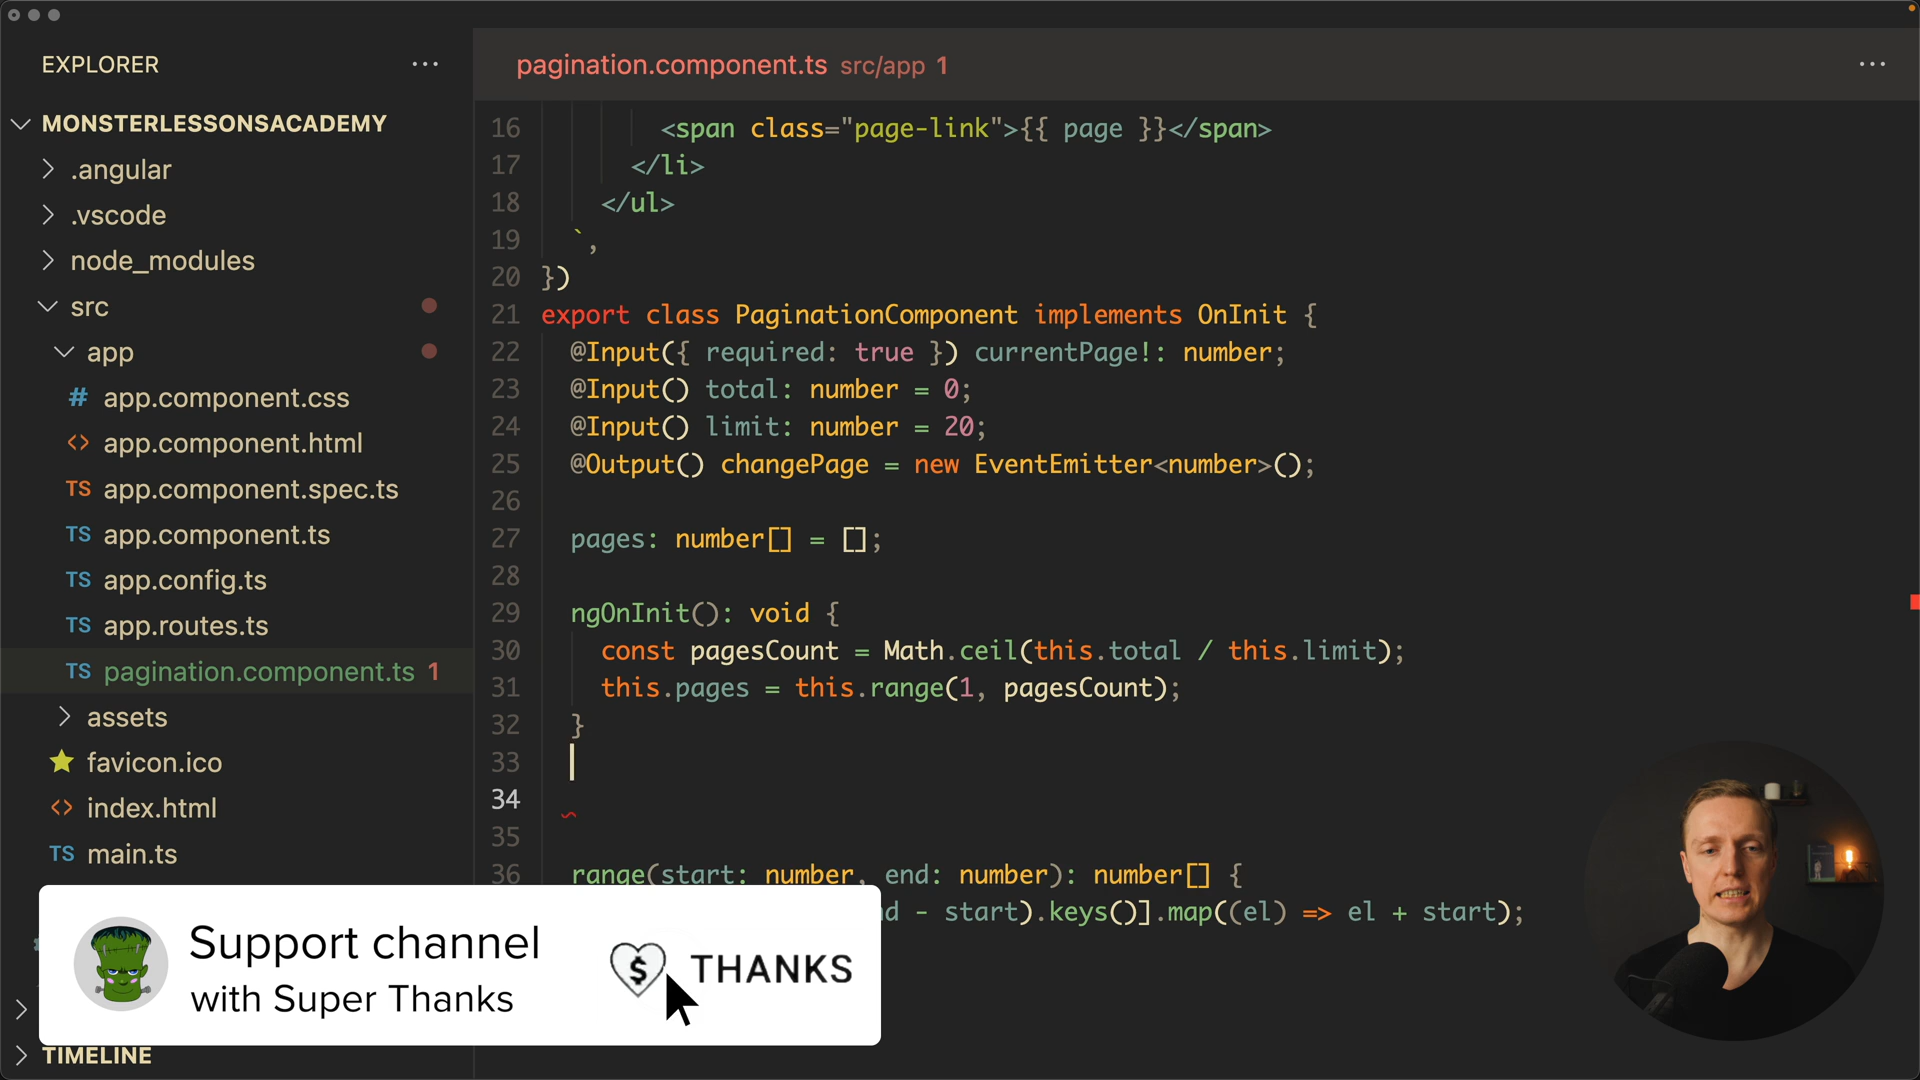 EXPLORER
MONSTERLESSONSACADEMY
.angular
.vscode
node_modules
src
app
# app.component.css
<> app.component.html
TS app.component.spec.ts
TS app.component.ts
TS app.config.ts
TS app.routes.ts
TS pagination.component.ts 1
assets
favicon.ico
<> index.html
TS main.ts
TIMELINE
pagination.component.ts src/app 1
16 <span class="page-link">{{ page }}</span>
17 </li>
18 </ul>
19 `,
20 })
21 export class PaginationComponent implements OnInit {
22 @Input({ required: true }) currentPage!: number;
23 @Input() total: number = 0;
24 @Input() limit: number = 20;
25 @Output() changePage = new EventEmitter<number>();
26
27 pages: number[] = [];
28
29 ngOnInit(): void {
30 const pagesCount = Math.ceil(this.total / this.limit);
31 this.pages = this.range(1, pagesCount);
32 }
33
34
35
36 range(start: number, end: number): number[] {
- start).keys()].map((el) => el + start);
Support channel
with Super Thanks
$ THANKS